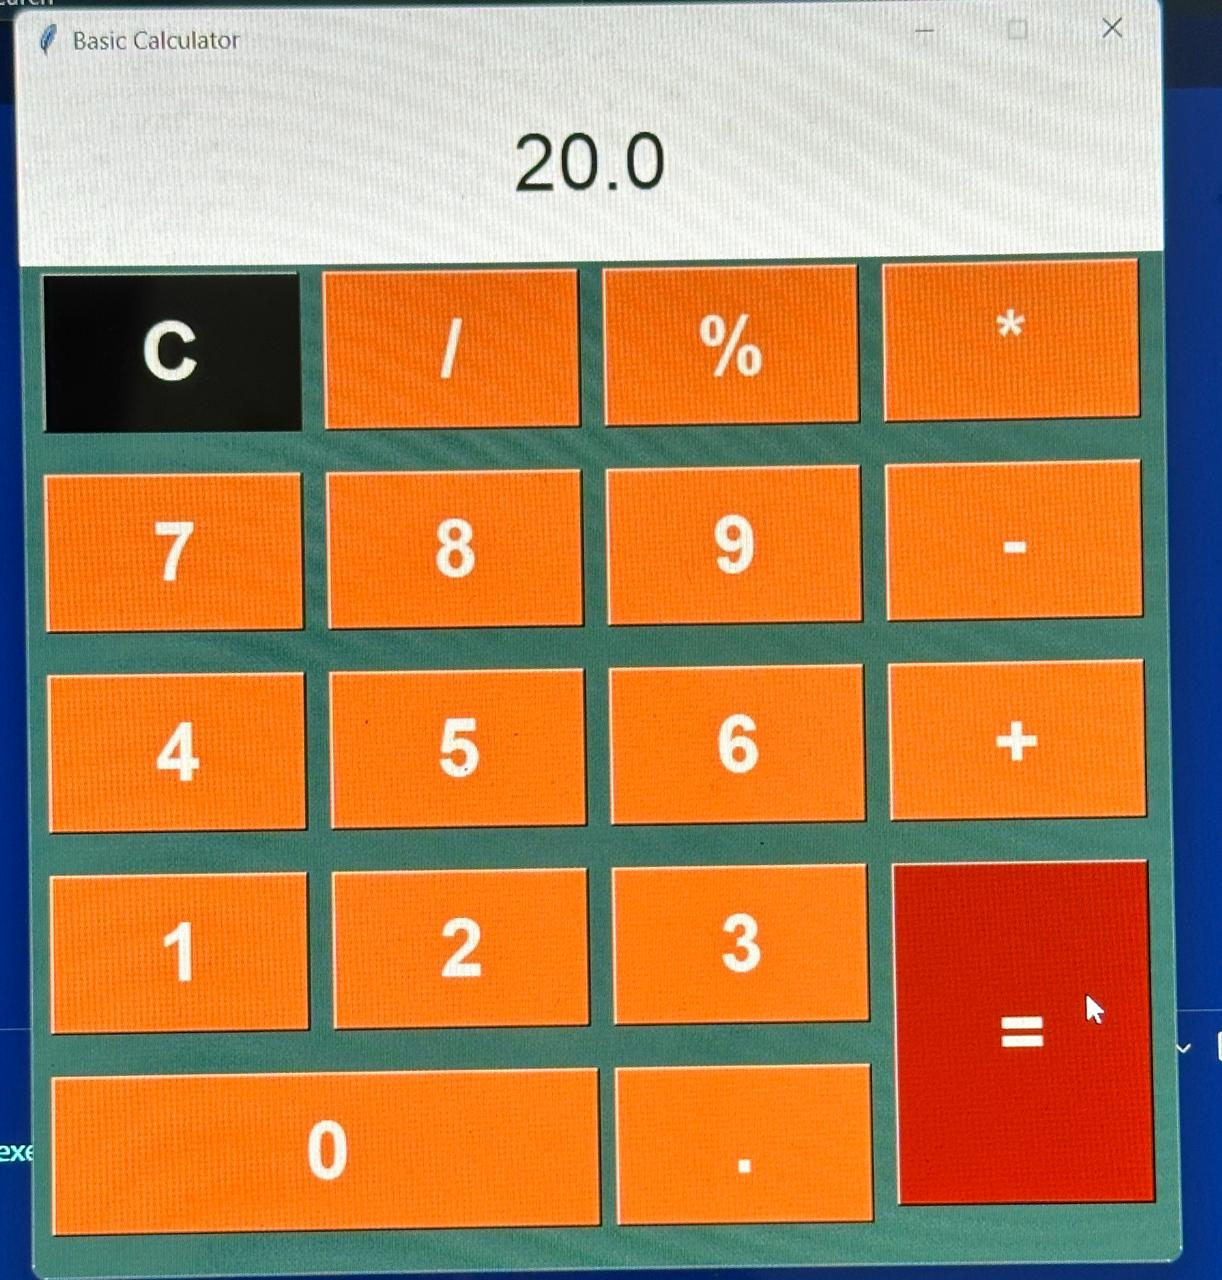 Basic Calculator
20.0
C / % *
7 8 9 -
4 5 6 +
1 2 3 =
0 .